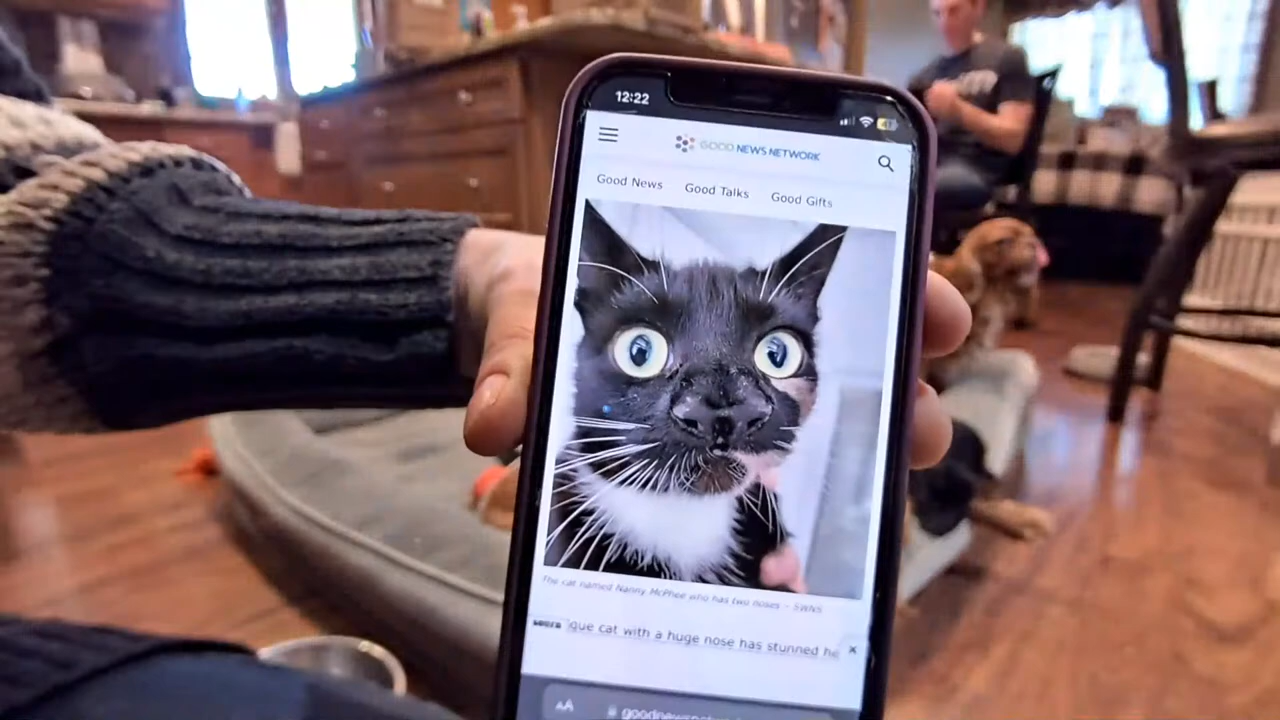 12:22
GOOD NEWS NETWORK
Good News Good Talks Good Gifts
The cat named Nanny McPhee who has two noses – SWNS
que cat with a huge nose has stunned he
AA